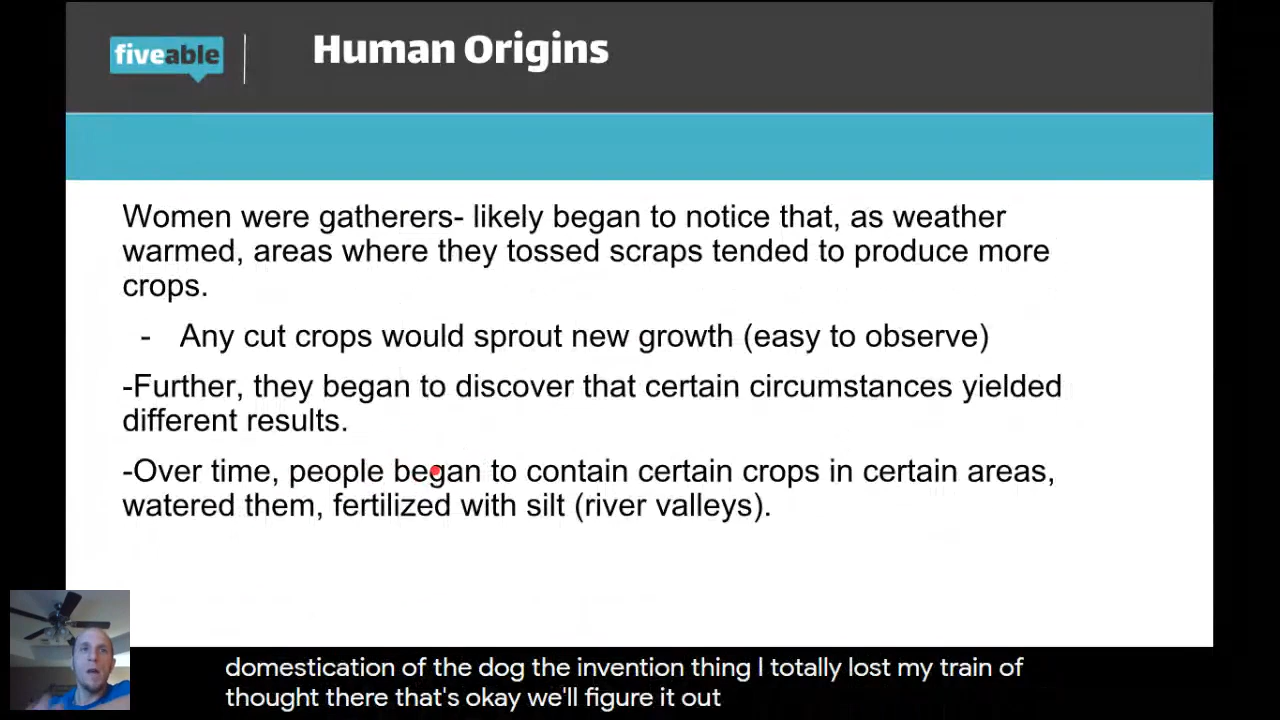 fiveable
Human Origins
Women were gatherers- likely began to notice that, as weather
warmed, areas where they tossed scraps tended to produce more
crops.
- Any cut crops would sprout new growth (easy to observe)
-Further, they began to discover that certain circumstances yielded
different results.
-Over time, people began to contain certain crops in certain areas,
watered them, fertilized with silt (river valleys).
domestication of the dog the invention thing I totally lost my train of
thought there that's okay we'll figure it out